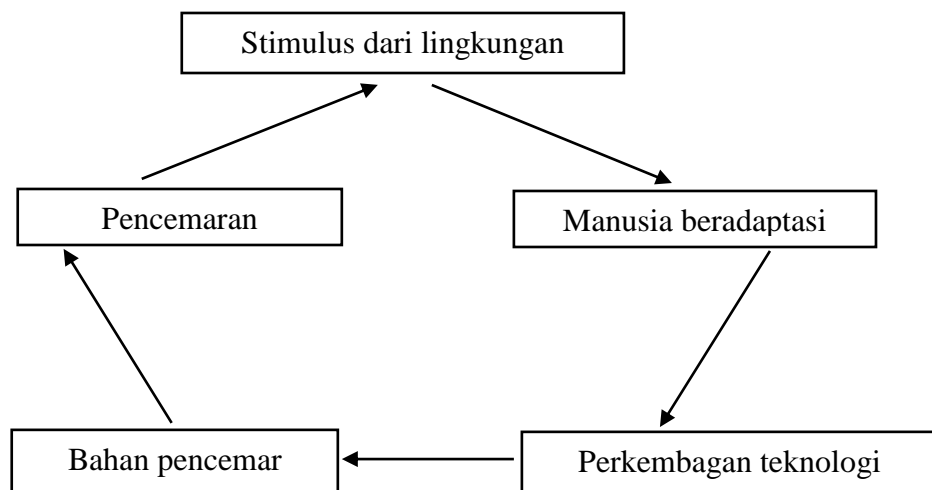 Stimulus dari lingkungan
Pencemaran
Manusia beradaptasi
Bahan pencemar
Perkembagan teknologi